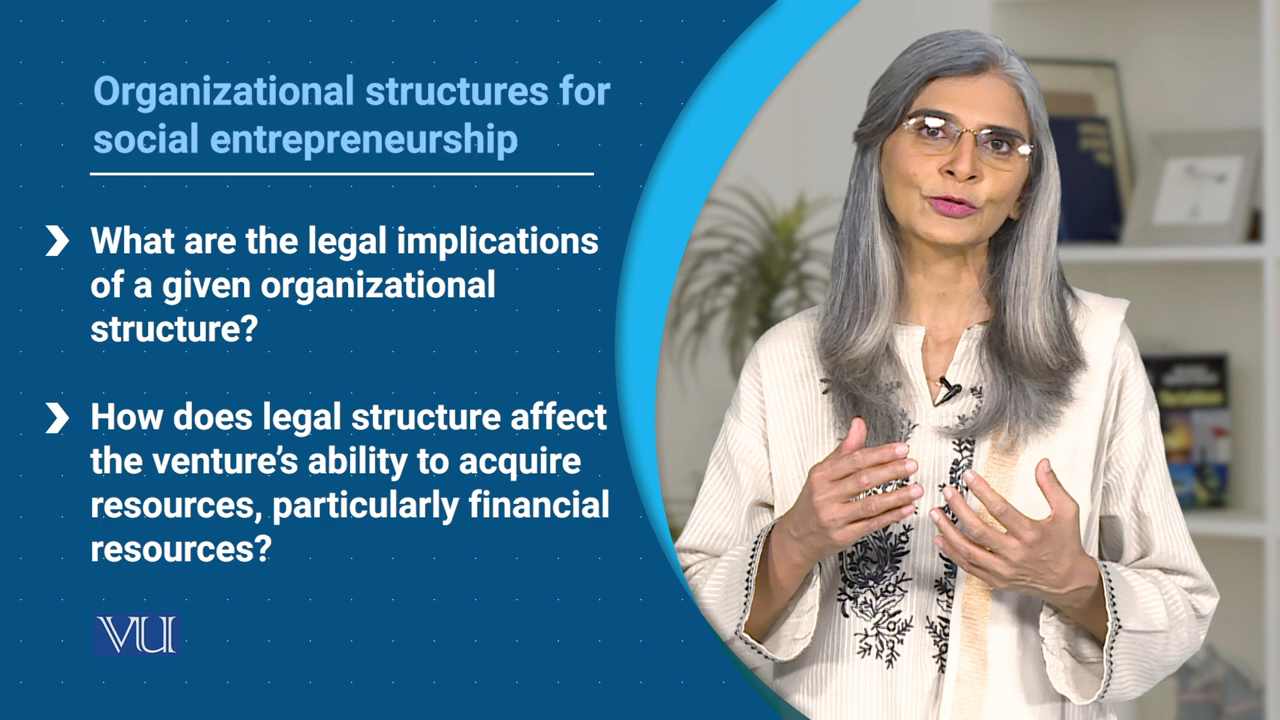 Organizational structures for
social entrepreneurship
What are the legal implications
of a given organizational
structure?
How does legal structure affect
the venture’s ability to acquire
resources, particularly financial
resources?
VU